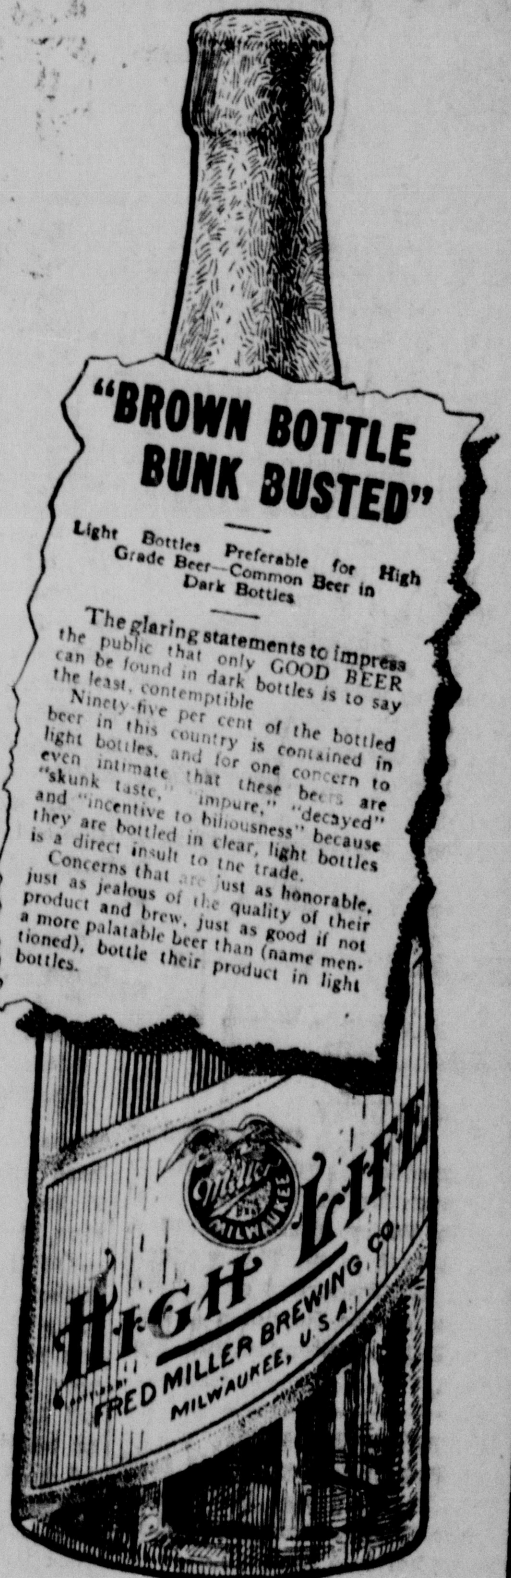 "BROWN BOTTLE
BUNK BUSTED"
Light Bottles Preferable for High
Grade Beer—Common Beer in
Dark Bottles
The glaring statements to impress
the public that only GOOD BEER
can be found in dark bottles is to say
the least, contemptible
Ninety-five per cent of the bottled
beer in this country is contained in
light bottles, and for one concern to
even intimate that these beers are
"skunk taste," "impure," "decayed"
and "incentive to biliousness" because
they are bottled in clear, light bottles
is a direct insult to the trade.
Concerns that are just as honorable,
just as jealous of the quality of their
product and brew, just as good if not
a more palatable beer than (name men-
tioned), bottle their product in light
bottles.
Miller
MILWAUKEE
HIGH LIFE
FRED MILLER BREWING CO.
MILWAUKEE, U.S.A.